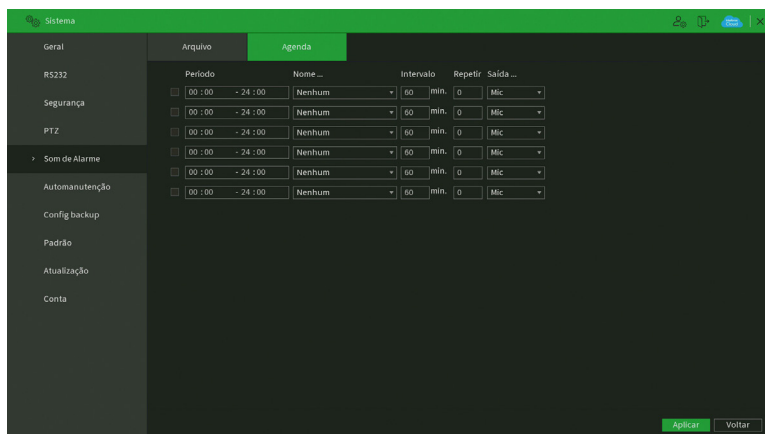 Sistema
Geral
RS232
Segurança
PTZ
> Som de Alarme
Automanutenção
Config backup
Padrão
Atualização
Conta
Arquivo Agenda
Período Nome ... Intervalo Repetir Saída ...
00 : 00 - 24 : 00 Nenhum 60 min. 0 Mic
00 : 00 - 24 : 00 Nenhum 60 min. 0 Mic
00 : 00 - 24 : 00 Nenhum 60 min. 0 Mic
00 : 00 - 24 : 00 Nenhum 60 min. 0 Mic
00 : 00 - 24 : 00 Nenhum 60 min. 0 Mic
00 : 00 - 24 : 00 Nenhum 60 min. 0 Mic
Aplicar Voltar